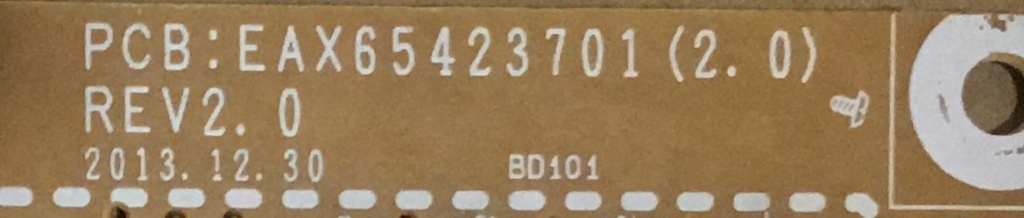 PCB:EAX65423701(2.0)
REV2.0
2013.12.30
BD101